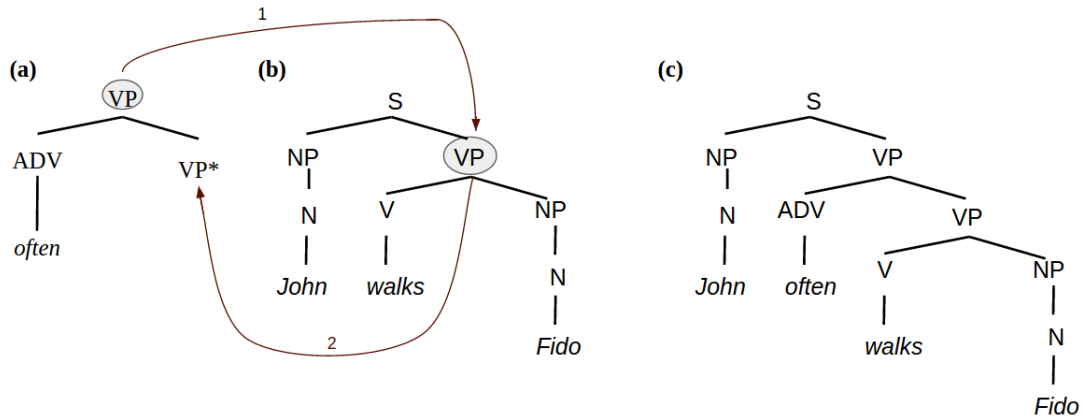 1
(a) (b) (c)
VP S S
ADV VP* NP VP NP VP
often N V NP N ADV VP
John walks N John often V NP
2 Fido walks N
Fido